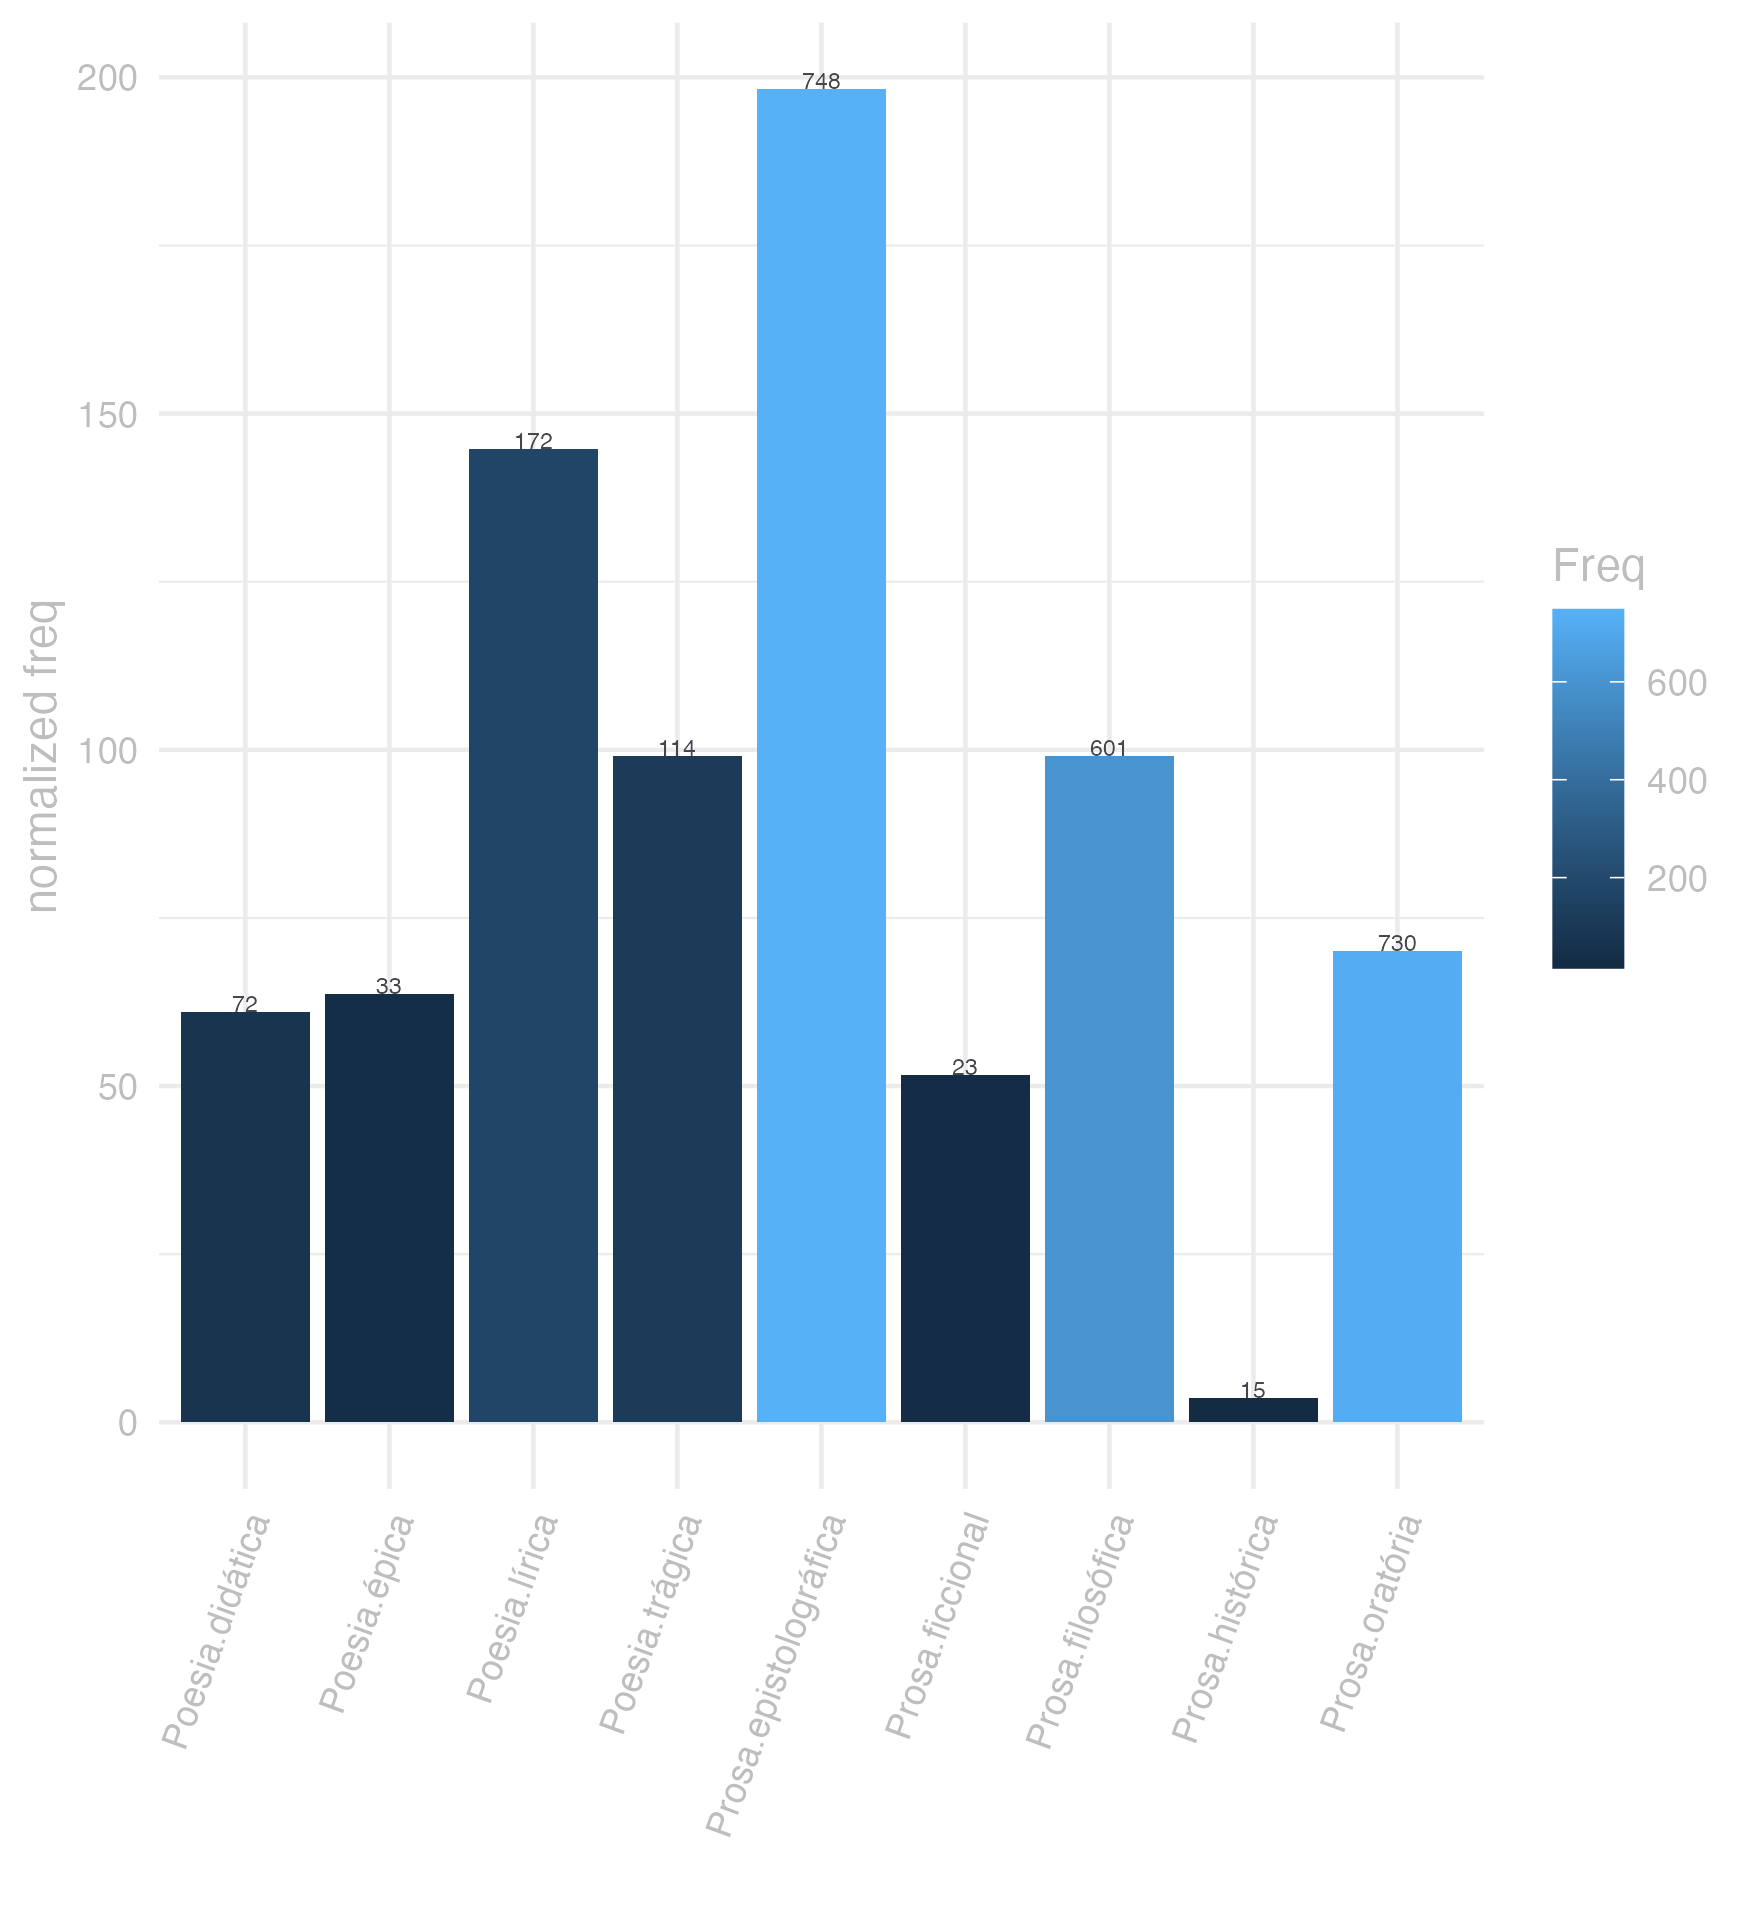 200
150
100
50
0
normalized freq
72
33
172
114
748
23
601
15
730
Poesia.didática
Poesia.épica
Poesia.lírica
Poesia.trágica
Prosa.epistolográfica
Prosa.ficcional
Prosa.filosófica
Prosa.histórica
Prosa.oratória
Freq
600
400
200